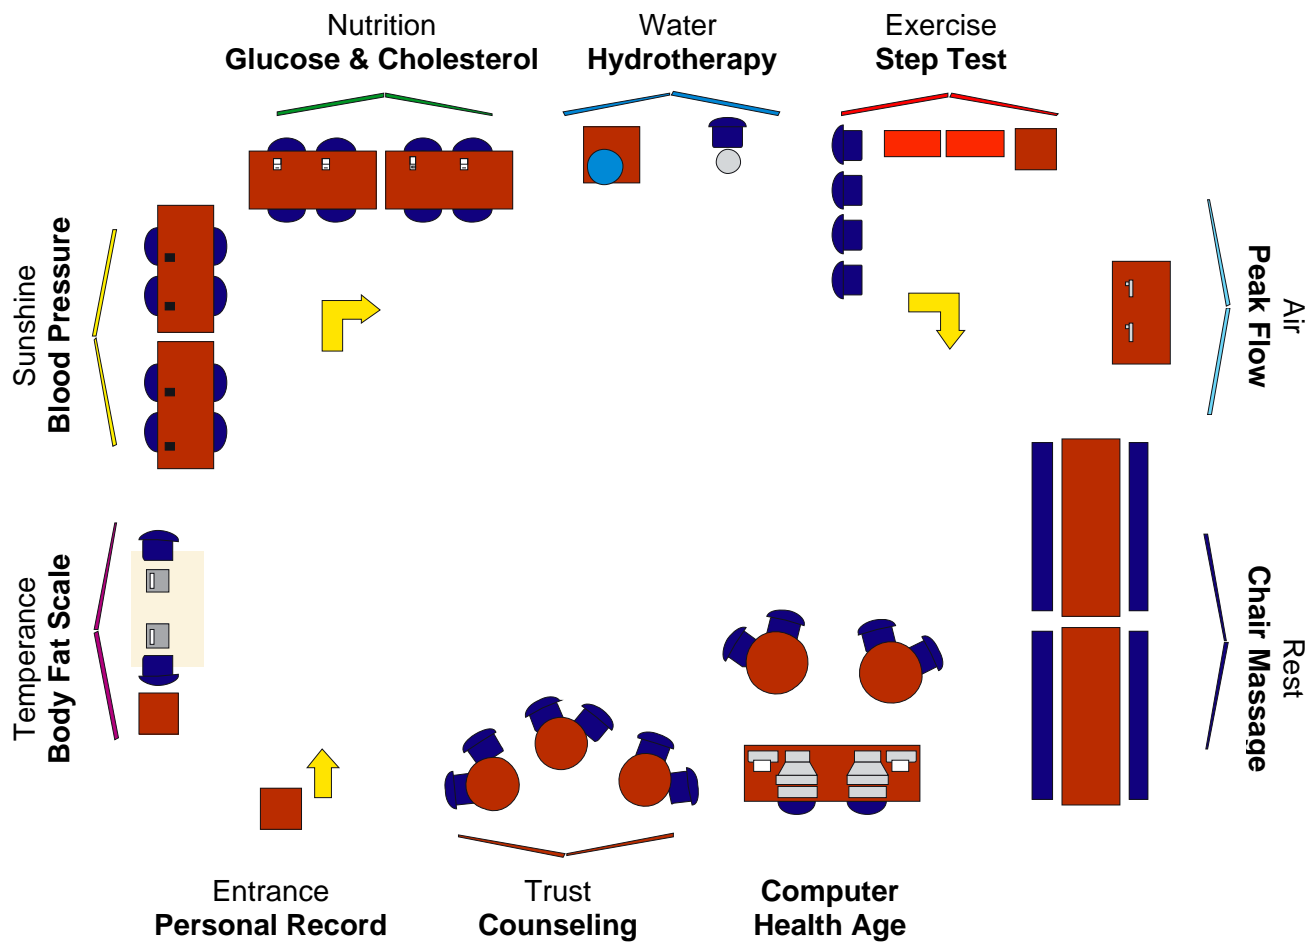 Nutrition
Glucose & Cholesterol
Water
Hydrotherapy
Exercise
Step Test
Sunshine
Blood Pressure
Air
Peak Flow
Temperance
Body Fat Scale
Rest
Chair Massage
Entrance
Personal Record
Trust
Counseling
Computer
Health Age